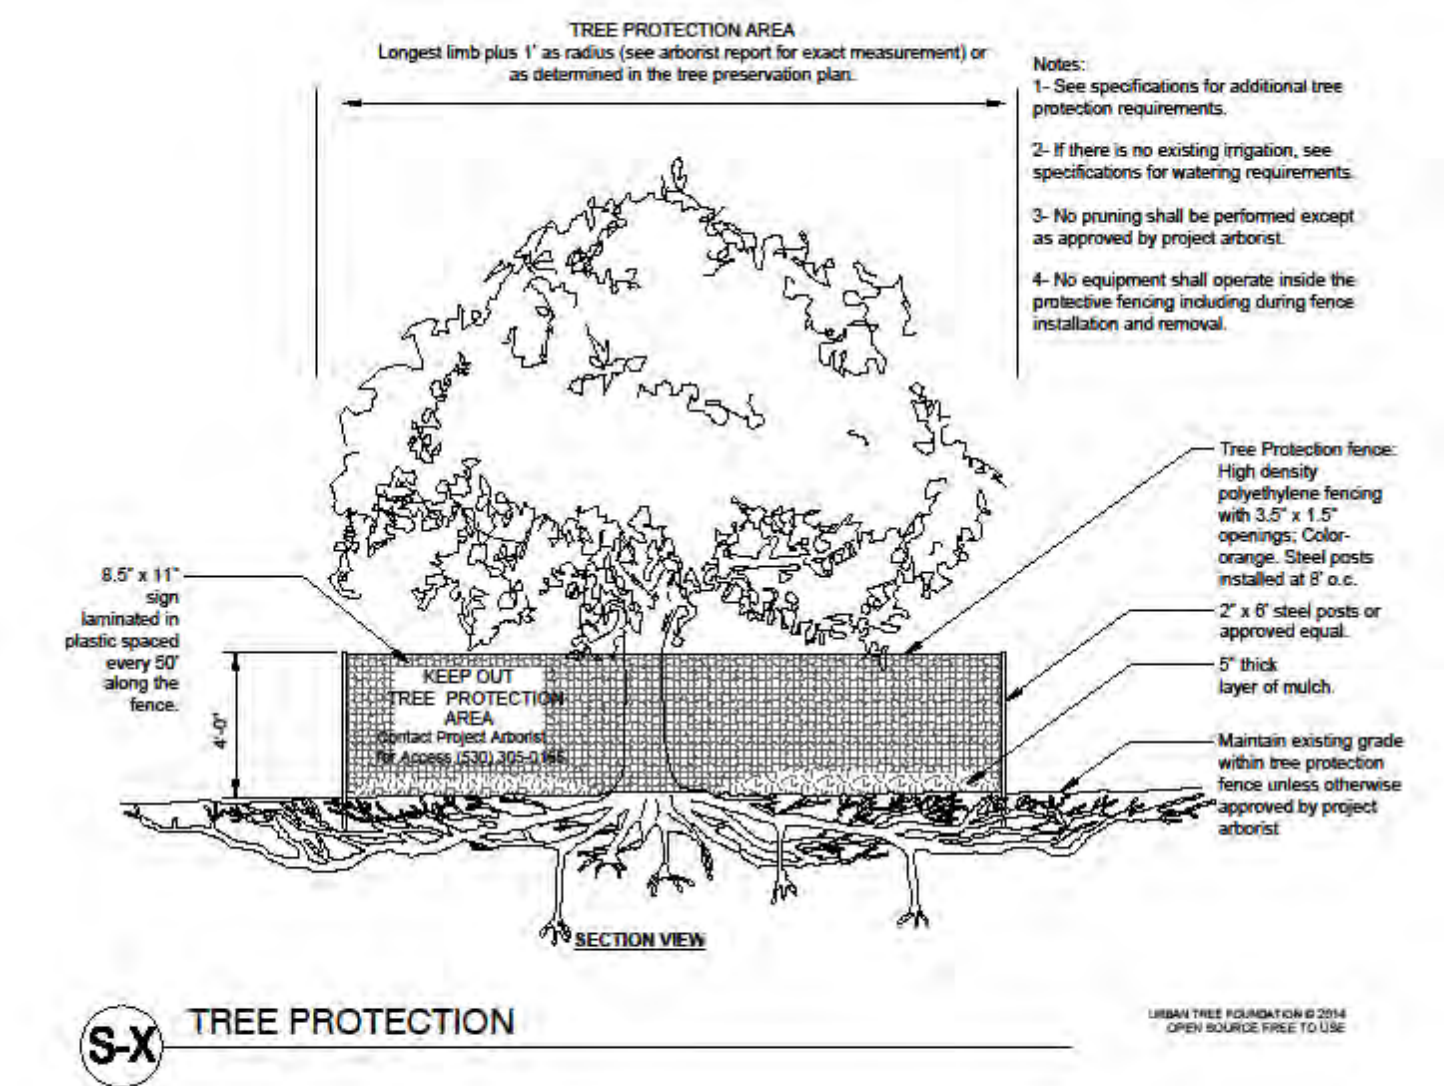 TREE PROTECTION AREA
Longest limb plus 1' as radius (see arborist report for exact measurement) or
as determined in the tree preservation plan.
Notes:
1- See specifications for additional tree
protection requirements.
2- If there is no existing irrigation, see
specifications for watering requirements.
3- No pruning shall be performed except
as approved by project arborist.
4- No equipment shall operate inside the
protective fencing including during fence
installation and removal.
Tree Protection fence:
High density
polyethylene fencing
with 3.5" x 1.5"
openings; Color-
orange. Steel posts
installed at 8' o.c.
2" x 6' steel posts or
approved equal.
5" thick
layer of mulch.
Maintain existing grade
within tree protection
fence unless otherwise
approved by project
arborist
8.5" x 11"
sign
laminated in
plastic spaced
every 50'
along the
fence.
4'-0"
KEEP OUT
TREE PROTECTION
AREA
Contact Project Arborist
for Access (530) 305-0165
SECTION VIEW
S-X
TREE PROTECTION
URBAN TREE FOUNDATION © 2014
OPEN SOURCE FREE TO USE